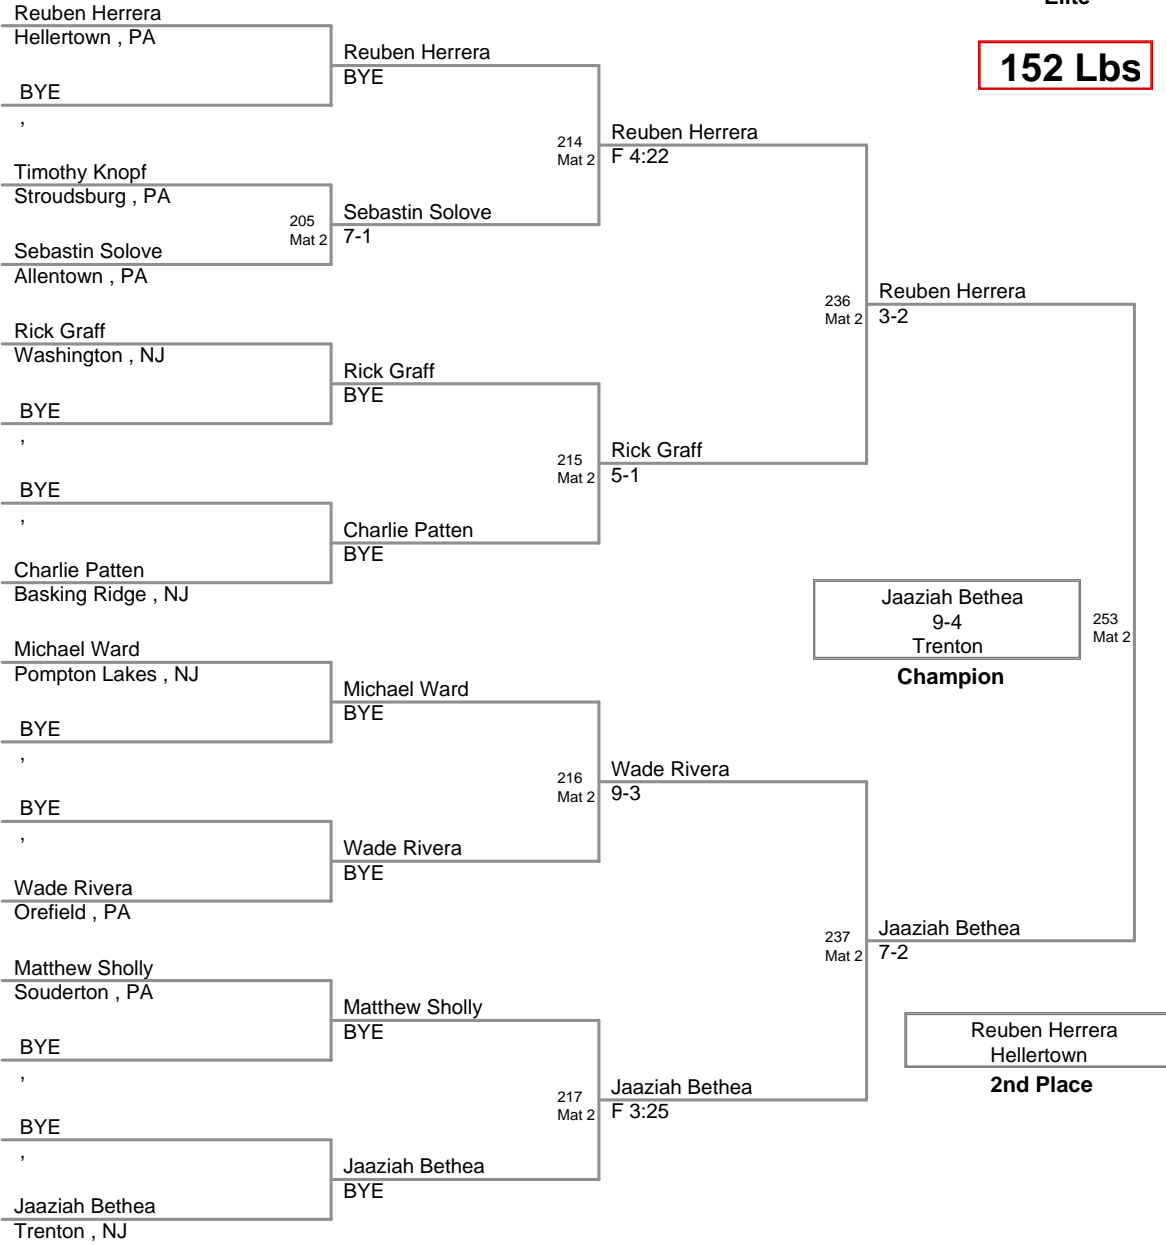 Elite
152 Lbs
Reuben Herrera
Hellertown , PA
BYE
,
Timothy Knopf
Stroudsburg , PA
Sebastin Solove
Allentown , PA
Rick Graff
Washington , NJ
BYE
,
BYE
,
Charlie Patten
Basking Ridge , NJ
Michael Ward
Pompton Lakes , NJ
BYE
,
BYE
,
Wade Rivera
Orefield , PA
Matthew Sholly
Souderton , PA
BYE
,
BYE
,
Jaaziah Bethea
Trenton , NJ
Reuben Herrera
BYE
205
Mat 2
Sebastin Solove
7-1
Rick Graff
BYE
Charlie Patten
BYE
Michael Ward
BYE
Wade Rivera
BYE
Matthew Sholly
BYE
Jaaziah Bethea
BYE
214
Mat 2
Reuben Herrera
F 4:22
215
Mat 2
Rick Graff
5-1
216
Mat 2
Wade Rivera
9-3
217
Mat 2
Jaaziah Bethea
F 3:25
236
Mat 2
Reuben Herrera
3-2
237
Mat 2
Jaaziah Bethea
7-2
253
Mat 2
Jaaziah Bethea
9-4
Trenton
Champion
Reuben Herrera
Hellertown
2nd Place